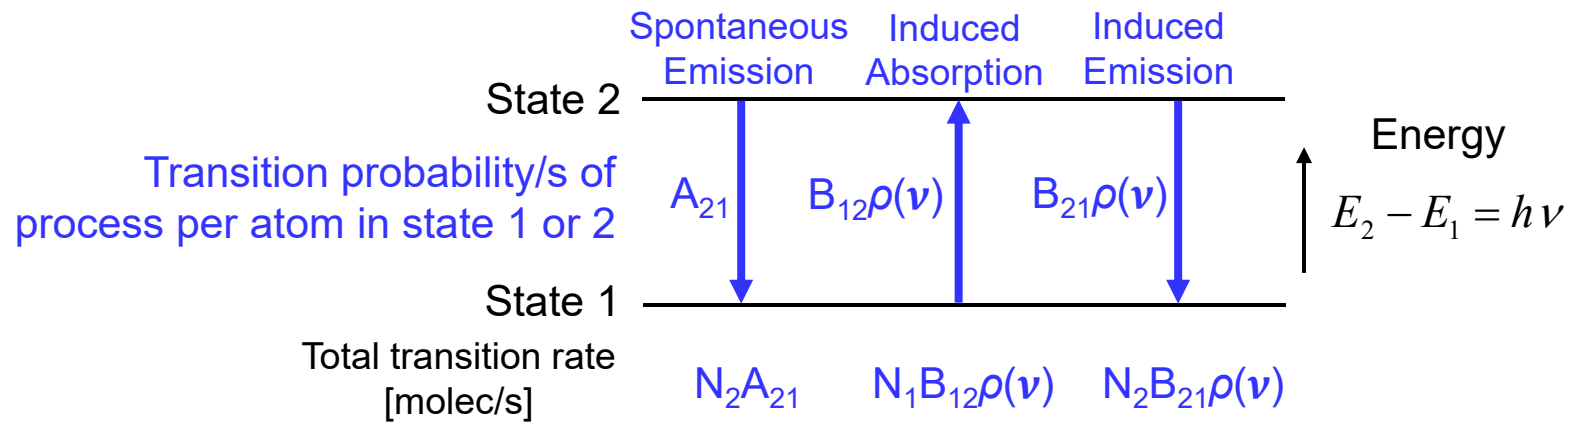 Spontaneous Emission
Induced Absorption
Induced Emission
State 2
Energy
Transition probability/s of
process per atom in state 1 or 2
A₂₁
B₁₂ρ(ν)
B₂₁ρ(ν)
E₂ − E₁ = hν
State 1
Total transition rate
[molec/s]
N₂A₂₁
N₁B₁₂ρ(ν)
N₂B₂₁ρ(ν)